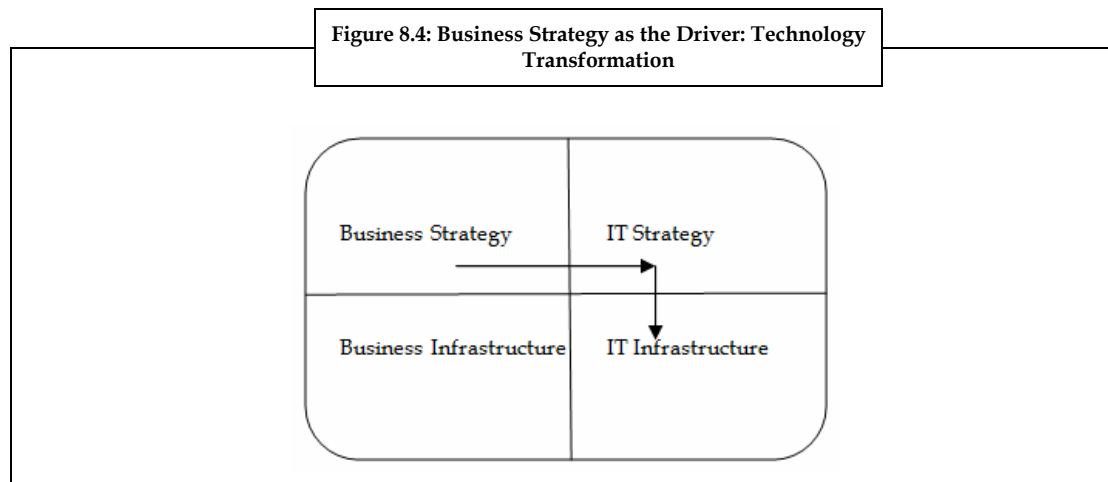 Figure 8.4: Business Strategy as the Driver: Technology
Transformation
Business Strategy
IT Strategy
Business Infrastructure
IT Infrastructure